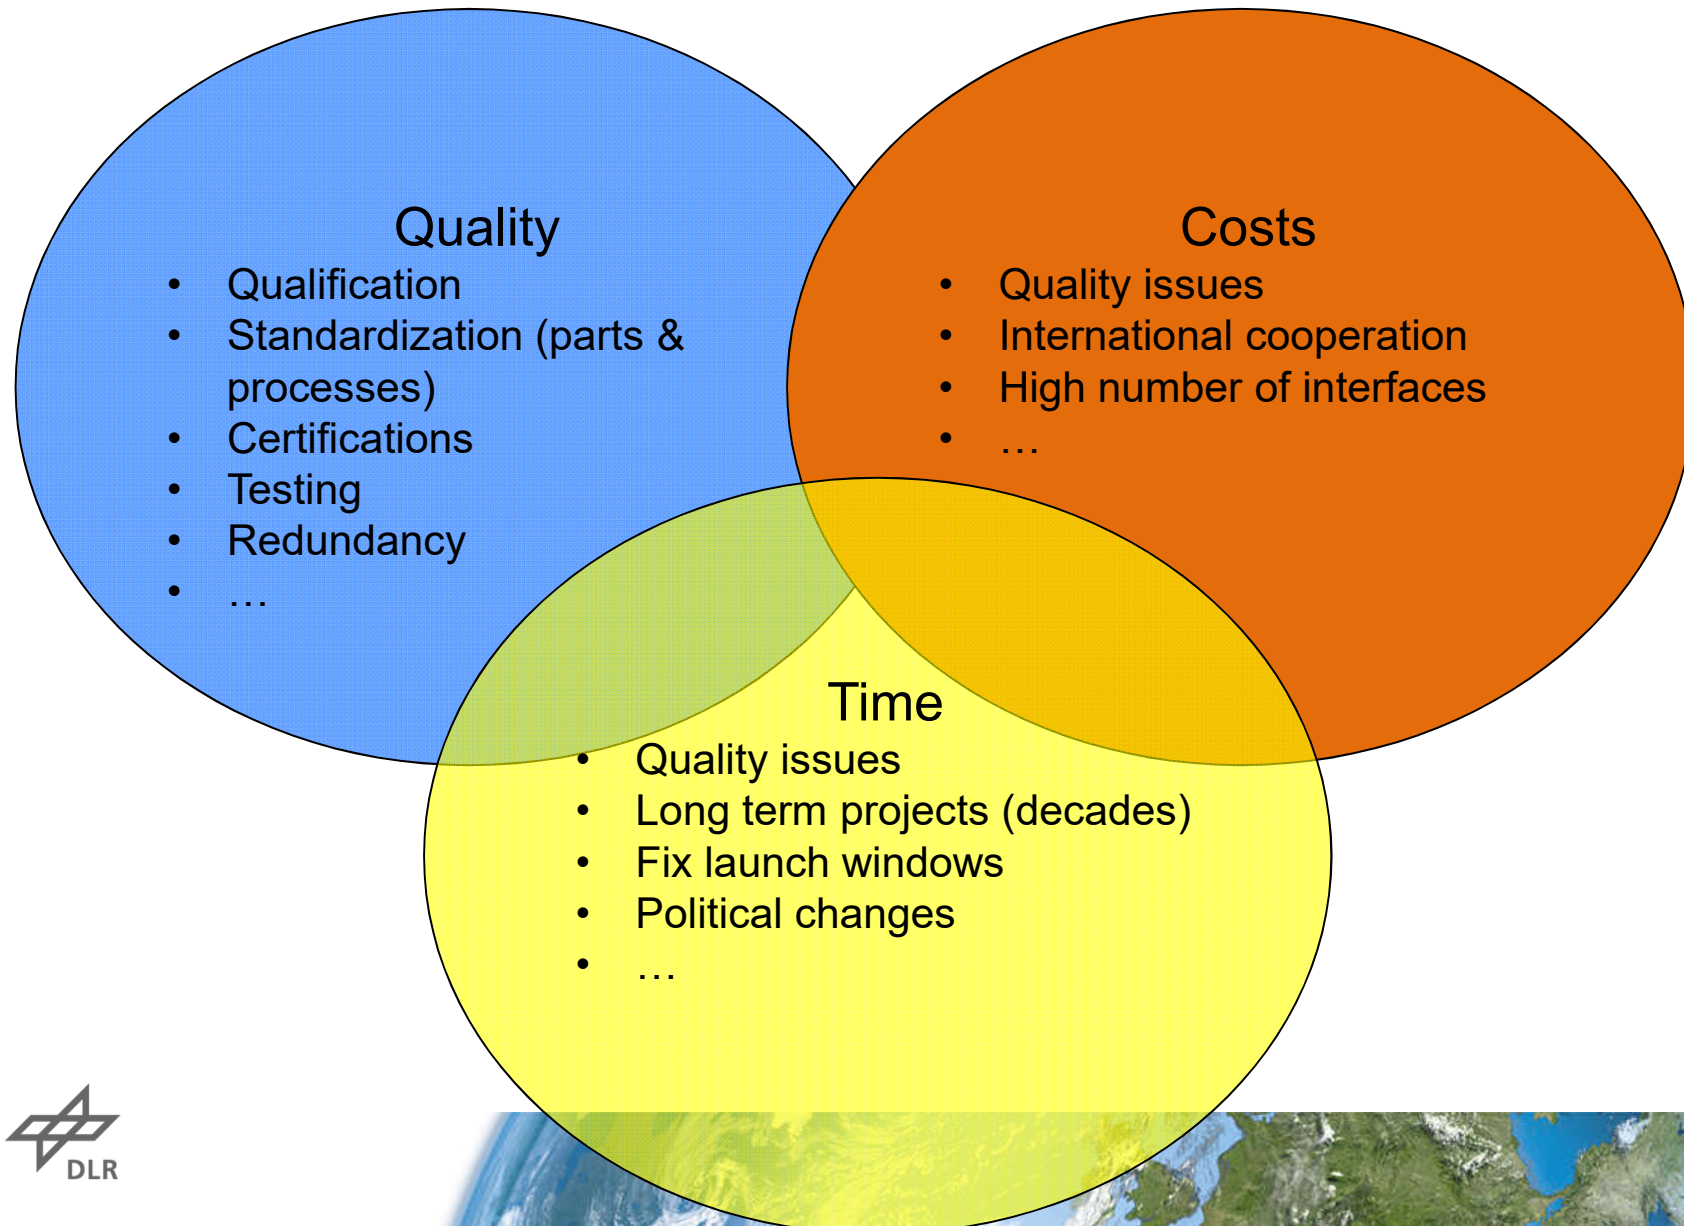 Quality
• Qualification
• Standardization (parts &
processes)
• Certifications
• Testing
• Redundancy
• …
Costs
• Quality issues
• International cooperation
• High number of interfaces
• …
Time
• Quality issues
• Long term projects (decades)
• Fix launch windows
• Political changes
• …
DLR